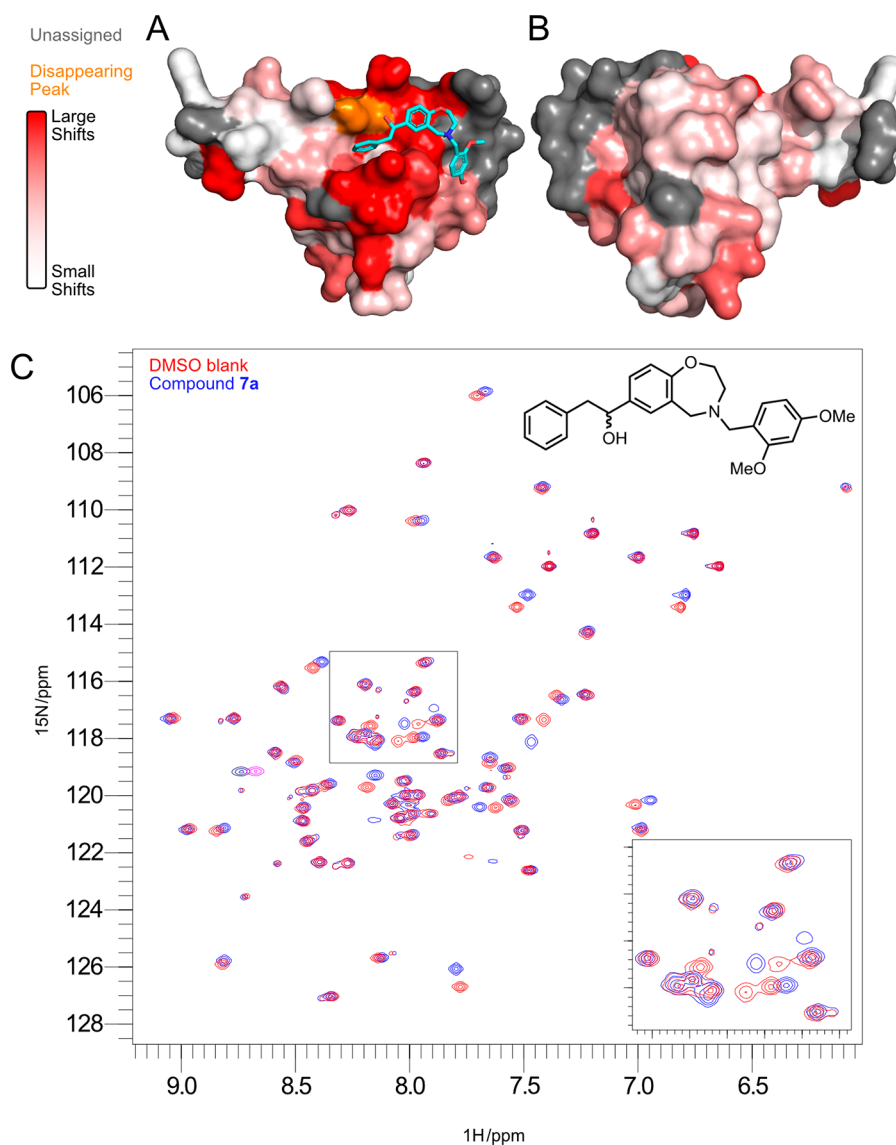 A
B
Unassigned
Disappearing
Peak
Large
Shifts
Small
Shifts
C
DMSO blank
Compound 7a
O
N
OH
OMe
MeO
106
108
110
112
114
116
118
120
122
124
126
128
15N/ppm
9.0
8.5
8.0
7.5
7.0
6.5
1H/ppm